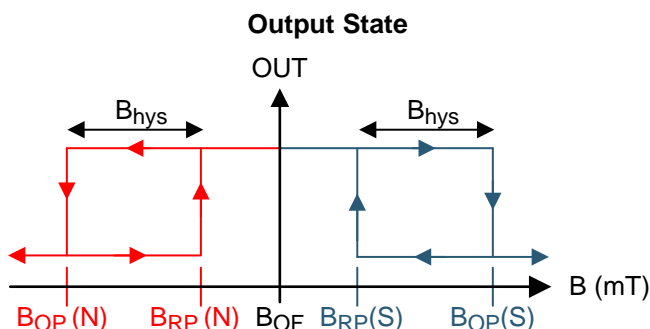 Output State
OUT
Bhys
Bhys
B (mT)
BOP (N)
BRP (N)
BOF
BRP(S)
BOP(S)